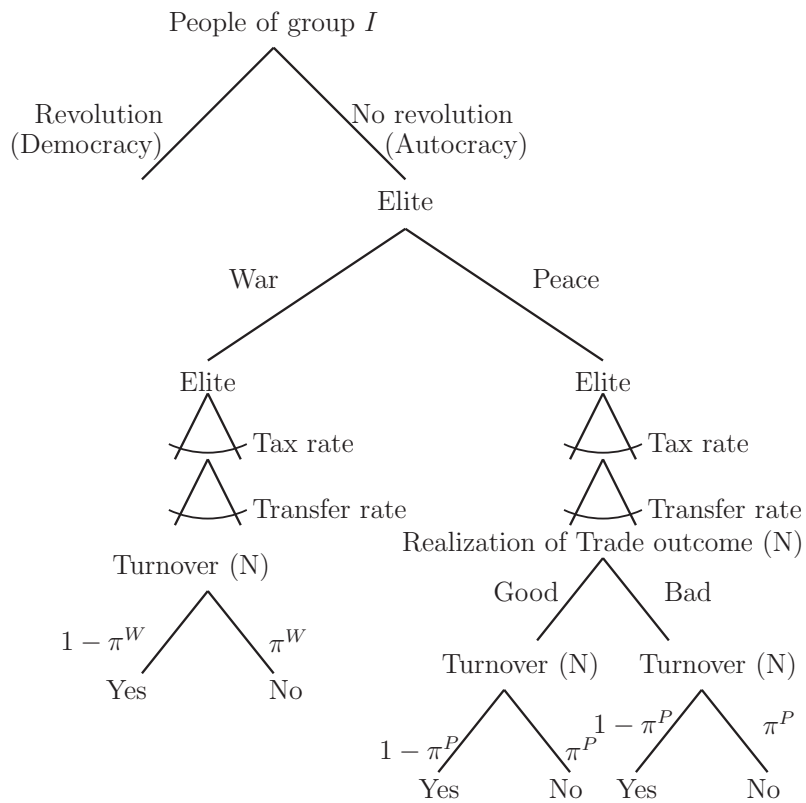 People of group I
Revolution
(Democracy)
No revolution
(Autocracy)
Elite
War
Peace
Elite
Elite
Tax rate
Tax rate
Transfer rate
Transfer rate
Realization of Trade outcome (N)
Turnover (N)
Good
Bad
1 − π^W
π^W
Yes
No
Turnover (N)
Turnover (N)
1 − π^P
π^P
1 − π^P
π^P
Yes
No
Yes
No